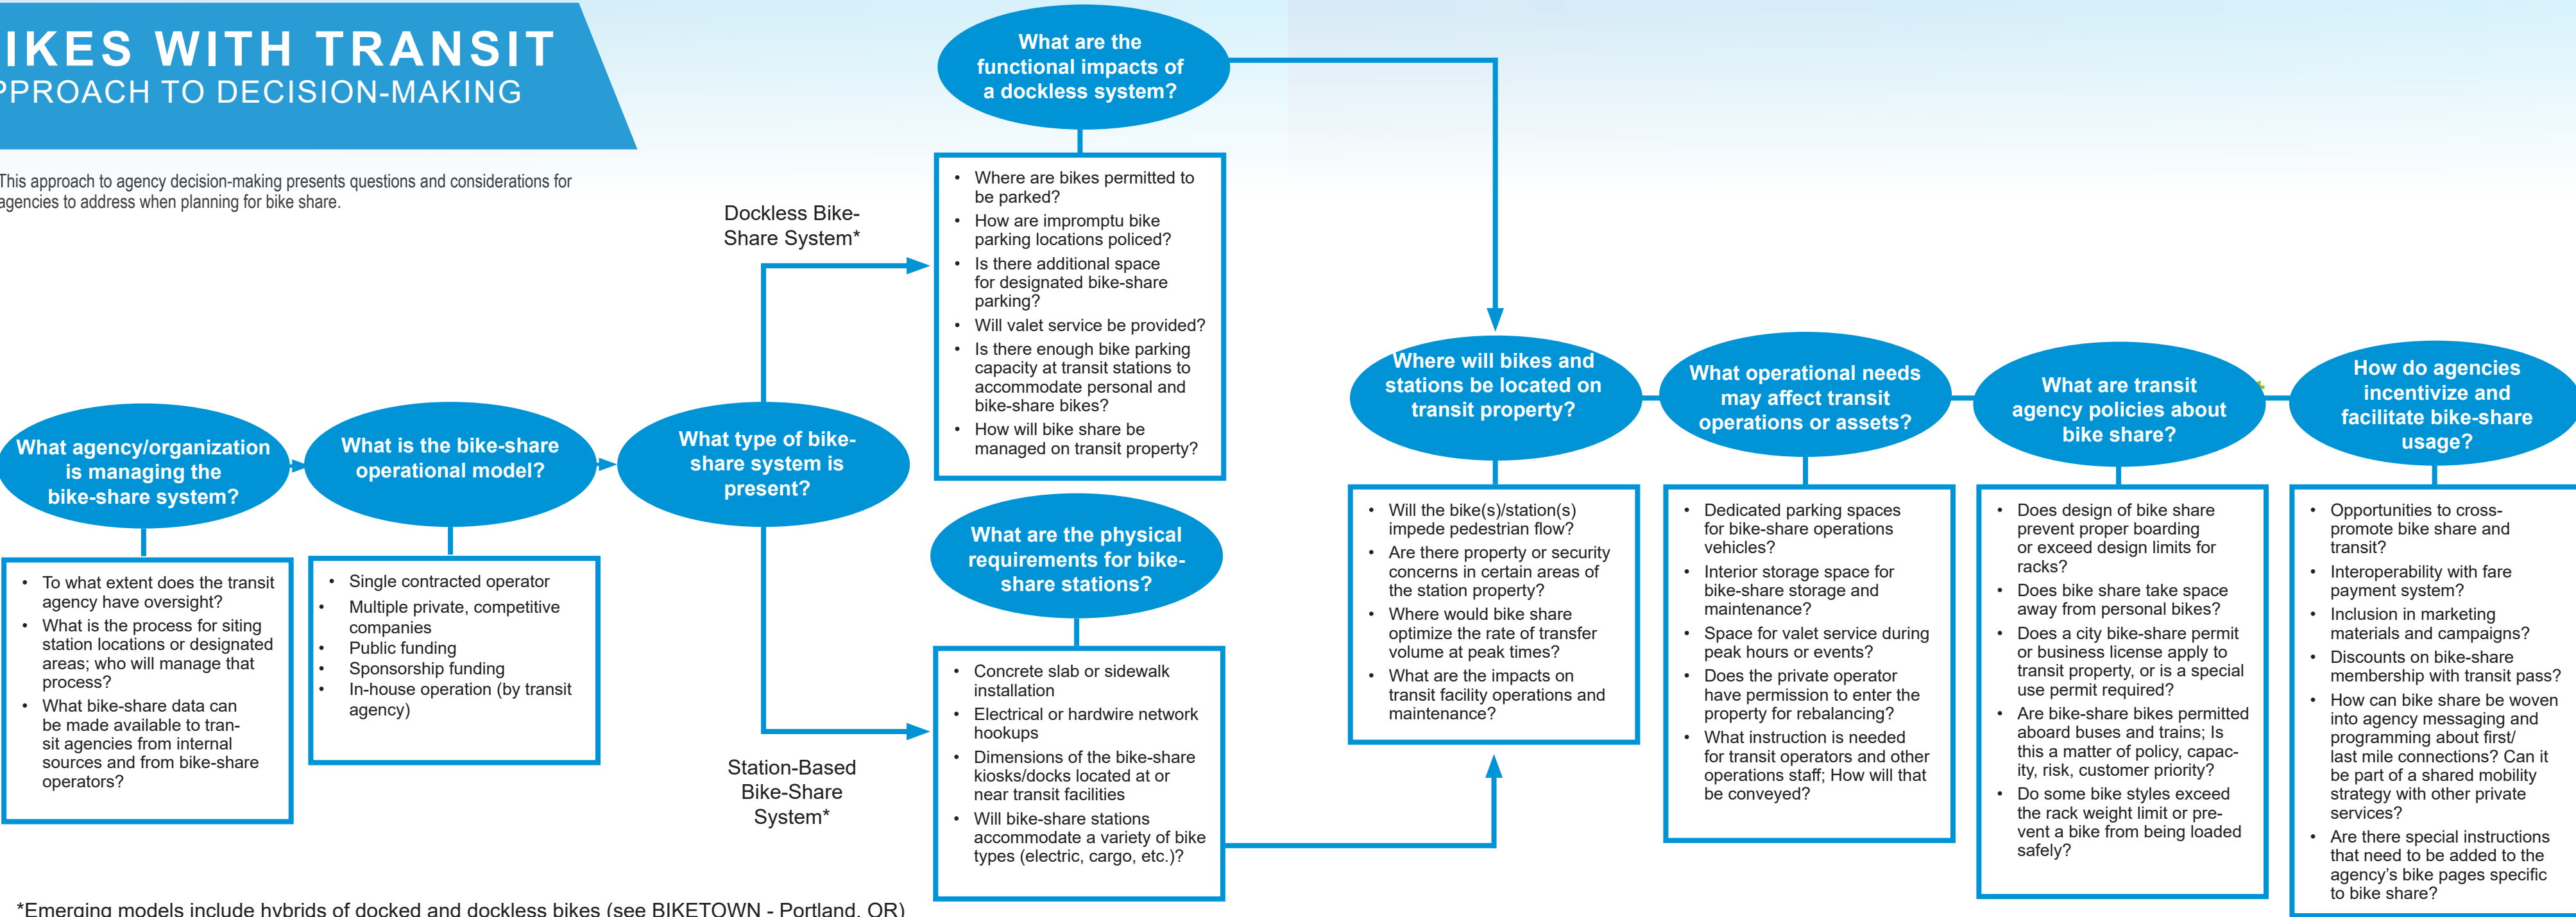 IKES WITH TRANSIT
PPROACH TO DECISION-MAKING
This approach to agency decision-making presents questions and considerations for
agencies to address when planning for bike share.
What agency/organization
is managing the
bike-share system?
• To what extent does the transit
agency have oversight?
• What is the process for siting
station locations or designated
areas; who will manage that
process?
• What bike-share data can
be made available to tran-
sit agencies from internal
sources and from bike-share
operators?
What is the bike-share
operational model?
• Single contracted operator
• Multiple private, competitive
companies
• Public funding
• Sponsorship funding
• In-house operation (by transit
agency)
What type of bike-
share system is
present?
Dockless Bike-
Share System*
What are the
functional impacts of
a dockless system?
• Where are bikes permitted to
be parked?
• How are impromptu bike
parking locations policed?
• Is there additional space
for designated bike-share
parking?
• Will valet service be provided?
• Is there enough bike parking
capacity at transit stations to
accommodate personal and
bike-share bikes?
• How will bike share be
managed on transit property?
Station-Based
Bike-Share
System*
What are the physical
requirements for bike-
share stations?
• Concrete slab or sidewalk
installation
• Electrical or hardwire network
hookups
• Dimensions of the bike-share
kiosks/docks located at or
near transit facilities
• Will bike-share stations
accommodate a variety of bike
types (electric, cargo, etc.)?
Where will bikes and
stations be located on
transit property?
• Will the bike(s)/station(s)
impede pedestrian flow?
• Are there property or security
concerns in certain areas of
the station property?
• Where would bike share
optimize the rate of transfer
volume at peak times?
• What are the impacts on
transit facility operations and
maintenance?
What operational needs
may affect transit
operations or assets?
• Dedicated parking spaces
for bike-share operations
vehicles?
• Interior storage space for
bike-share storage and
maintenance?
• Space for valet service during
peak hours or events?
• Does the private operator
have permission to enter the
property for rebalancing?
• What instruction is needed
for transit operators and other
operations staff; How will that
be conveyed?
What are transit
agency policies about
bike share?
• Does design of bike share
prevent proper boarding
or exceed design limits for
racks?
• Does bike share take space
away from personal bikes?
• Does a city bike-share permit
or business license apply to
transit property, or is a special
use permit required?
• Are bike-share bikes permitted
aboard buses and trains; Is
this a matter of policy, capac-
ity, risk, customer priority?
• Do some bike styles exceed
the rack weight limit or pre-
vent a bike from being loaded
safely?
How do agencies
incentivize and
facilitate bike-share
usage?
• Opportunities to cross-
promote bike share and
transit?
• Interoperability with fare
payment system?
• Inclusion in marketing
materials and campaigns?
• Discounts on bike-share
membership with transit pass?
• How can bike share be woven
into agency messaging and
programming about first/
last mile connections? Can it
be part of a shared mobility
strategy with other private
services?
• Are there special instructions
that need to be added to the
agency's bike pages specific
to bike share?
*Emerging models include hybrids of docked and dockless bikes (see BIKETOWN - Portland, OR)